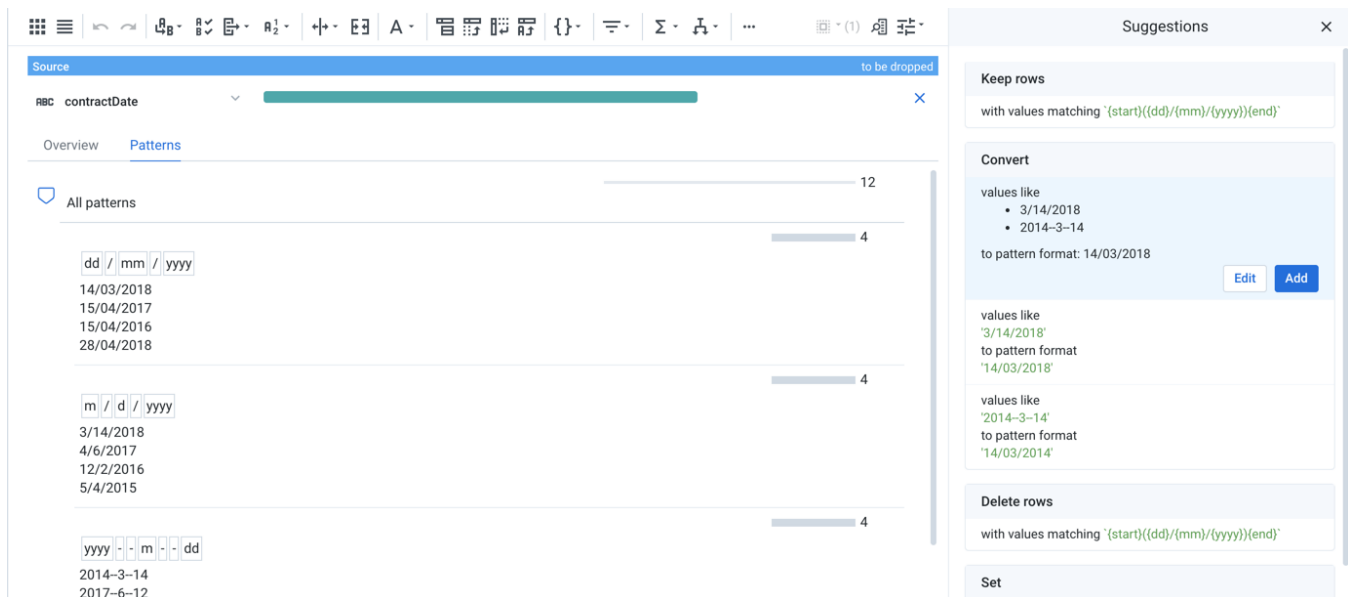 (1)
Suggestions
Source
to be dropped
ABC contractDate
Overview
Patterns
12
All patterns
4
dd / mm / yyyy
14/03/2018
15/04/2017
15/04/2016
28/04/2018
4
m / d / yyyy
3/14/2018
4/6/2017
12/2/2016
5/4/2015
4
yyyy - - m - - dd
2014--3--14
2017--6--12
Keep rows
with values matching `{start}({dd}/{mm}/{yyyy}){end}`
Convert
values like
• 3/14/2018
• 2014--3--14
to pattern format: 14/03/2018
Edit
Add
values like
'3/14/2018'
to pattern format
'14/03/2018'
values like
'2014--3--14'
to pattern format
'14/03/2014'
Delete rows
with values matching `{start}({dd}/{mm}/{yyyy}){end}`
Set